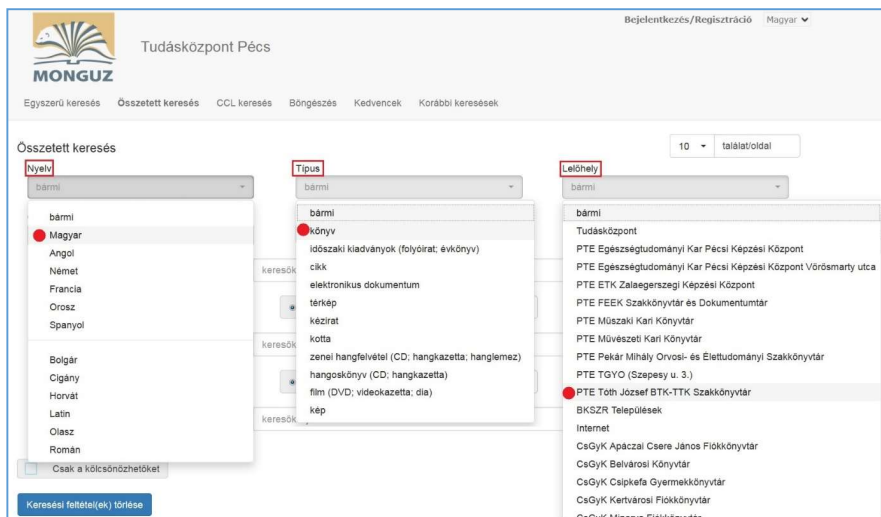 Bejelentkezés/Regisztráció Magyar
MONGUZ
Tudásközpont Pécs
Egyszerű keresés Összetett keresés CCL keresés Böngészés Kedvencek Korábbi keresések
Összetett keresés
10 találat/oldal
Nyelv
bármi
bármi
Magyar
Angol
Német
Francia
Orosz
Spanyol
Bolgár
Cigány
Horvát
Latin
Olasz
Román
Típus
bármi
bármi
könyv
időszaki kiadványok (folyóirat; évkönyv)
cikk
elektronikus dokumentum
térkép
kézirat
kotta
zenei hangfelvétel (CD; hangkazetta; hanglemez)
hangoskönyv (CD; hangkazetta)
film (DVD; videokazetta; dia)
kép
Lelőhely
bármi
bármi
Tudásközpont
PTE Egészségtudományi Kar Pécsi Képzési Központ
PTE Egészségtudományi Kar Pécsi Képzési Központ Vörösmarty utca
PTE ETK Zalaegerszegi Képzési Központ
PTE FEEK Szakkönyvtár és Dokumentumtár
PTE Műszaki Kari Könyvtár
PTE Művészeti Kari Könyvtár
PTE Pekár Mihály Orvosi- és Élettudományi Szakkönyvtár
PTE TGYO (Szepesy u. 3.)
PTE Tóth József BTK-TTK Szakkönyvtár
BKSZR Települések
Internet
CsGyK Apáczai Csere János Fiókkönyvtár
CsGyK Belvárosi Könyvtár
CsGyK Csipkefa Gyermekkönyvtár
CsGyK Kertvárosi Fiókkönyvtár
Csak a kölcsönözhetőket
Keresési feltétel(ek) törlése